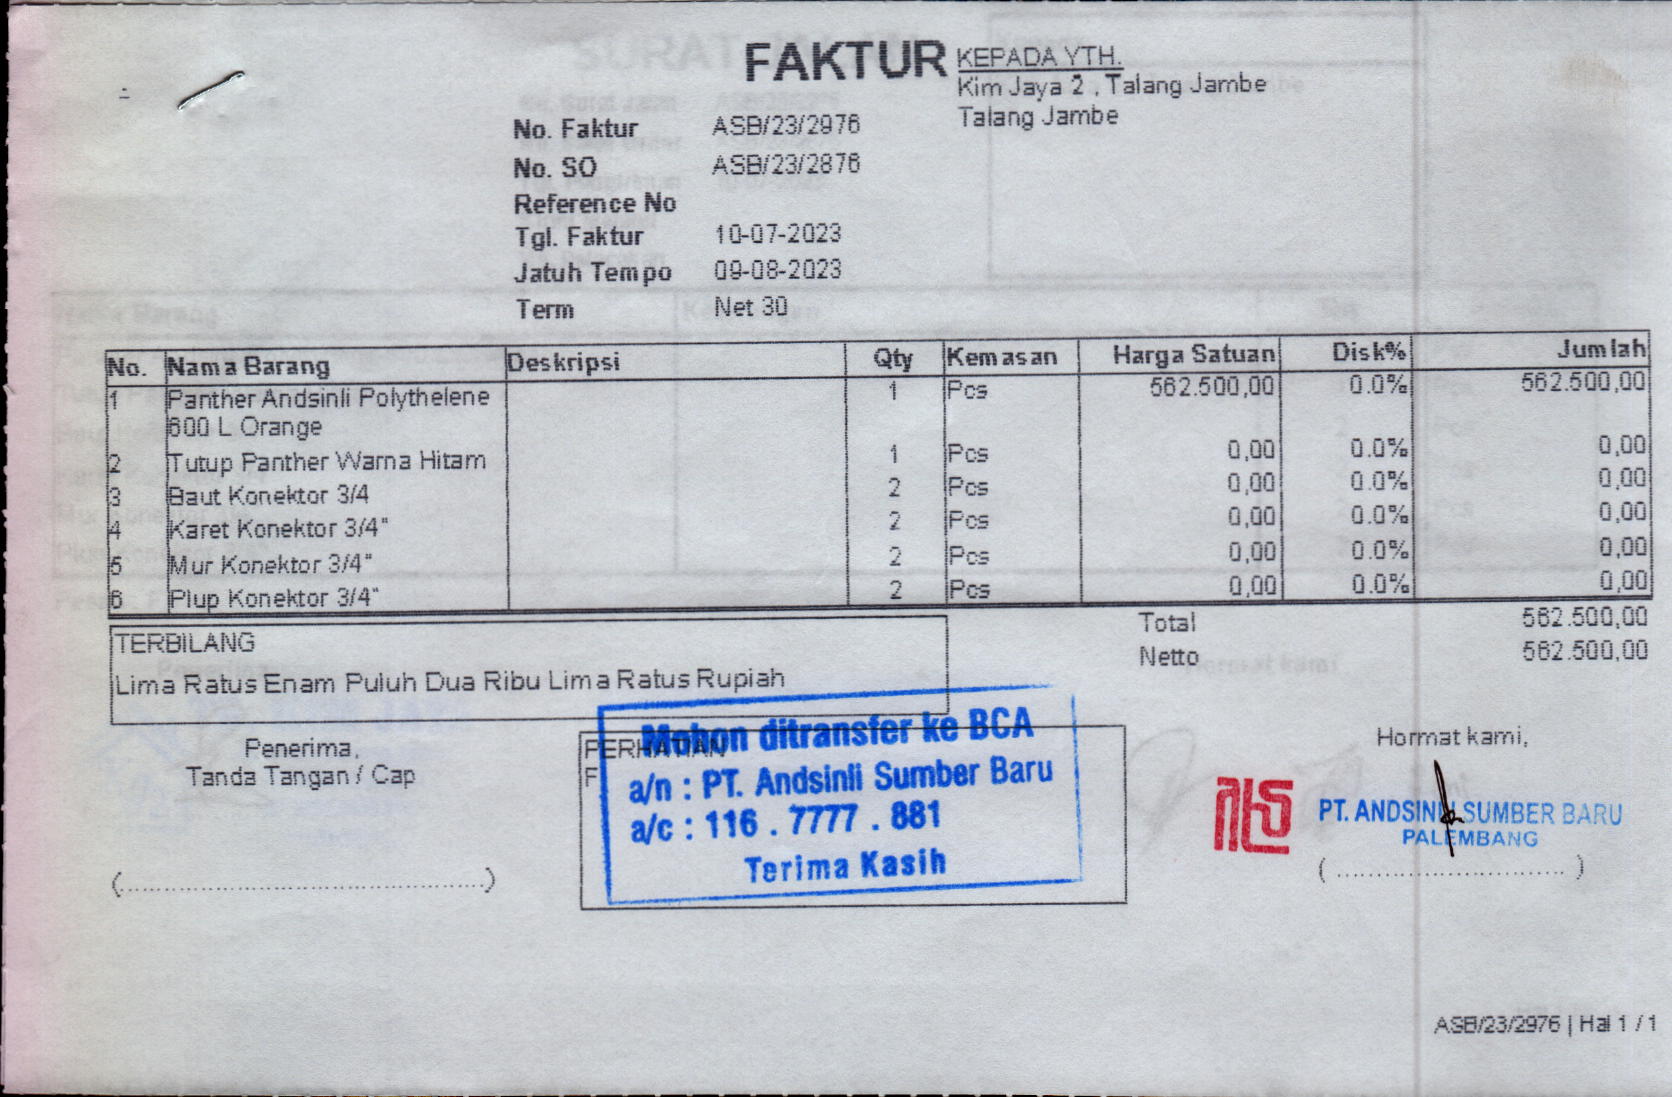 FAKTUR
KEPADA YTH.
Kim Jaya 2 , Talang Jambe
Talang Jambe
No. Faktur ASB/23/2976
No. SO ASB/23/2876
Reference No
Tgl. Faktur 10-07-2023
Jatuh Tempo 09-08-2023
Term Net 30
No. Nama Barang Deskripsi Qty Kemasan Harga Satuan Disk% Jumlah
1 Panther Andsinli Polythelene 1 Pcs 562.500,00 0.0% 562.500,00
600 L Orange
2 Tutup Panther Warna Hitam 1 Pcs 0,00 0.0% 0,00
3 Baut Konektor 3/4 2 Pcs 0,00 0.0% 0,00
4 Karet Konektor 3/4" 2 Pcs 0,00 0.0% 0,00
5 Mur Konektor 3/4" 2 Pcs 0,00 0.0% 0,00
6 Plup Konektor 3/4" 2 Pcs 0,00 0.0% 0,00
Total 562.500,00
Netto 562.500,00
TERBILANG
Lima Ratus Enam Puluh Dua Ribu Lima Ratus Rupiah
Penerima,
Tanda Tangan / Cap
(................................................)
PERHATIAN
Mohon ditransfer ke BCA
a/n : PT. Andsinli Sumber Baru
a/c : 116 . 7777 . 881
Terima Kasih
Hormat kami,
PT. ANDSINLI SUMBER BARU
PALEMBANG
( .............................. )
ASB/23/2976 | Hal 1 / 1